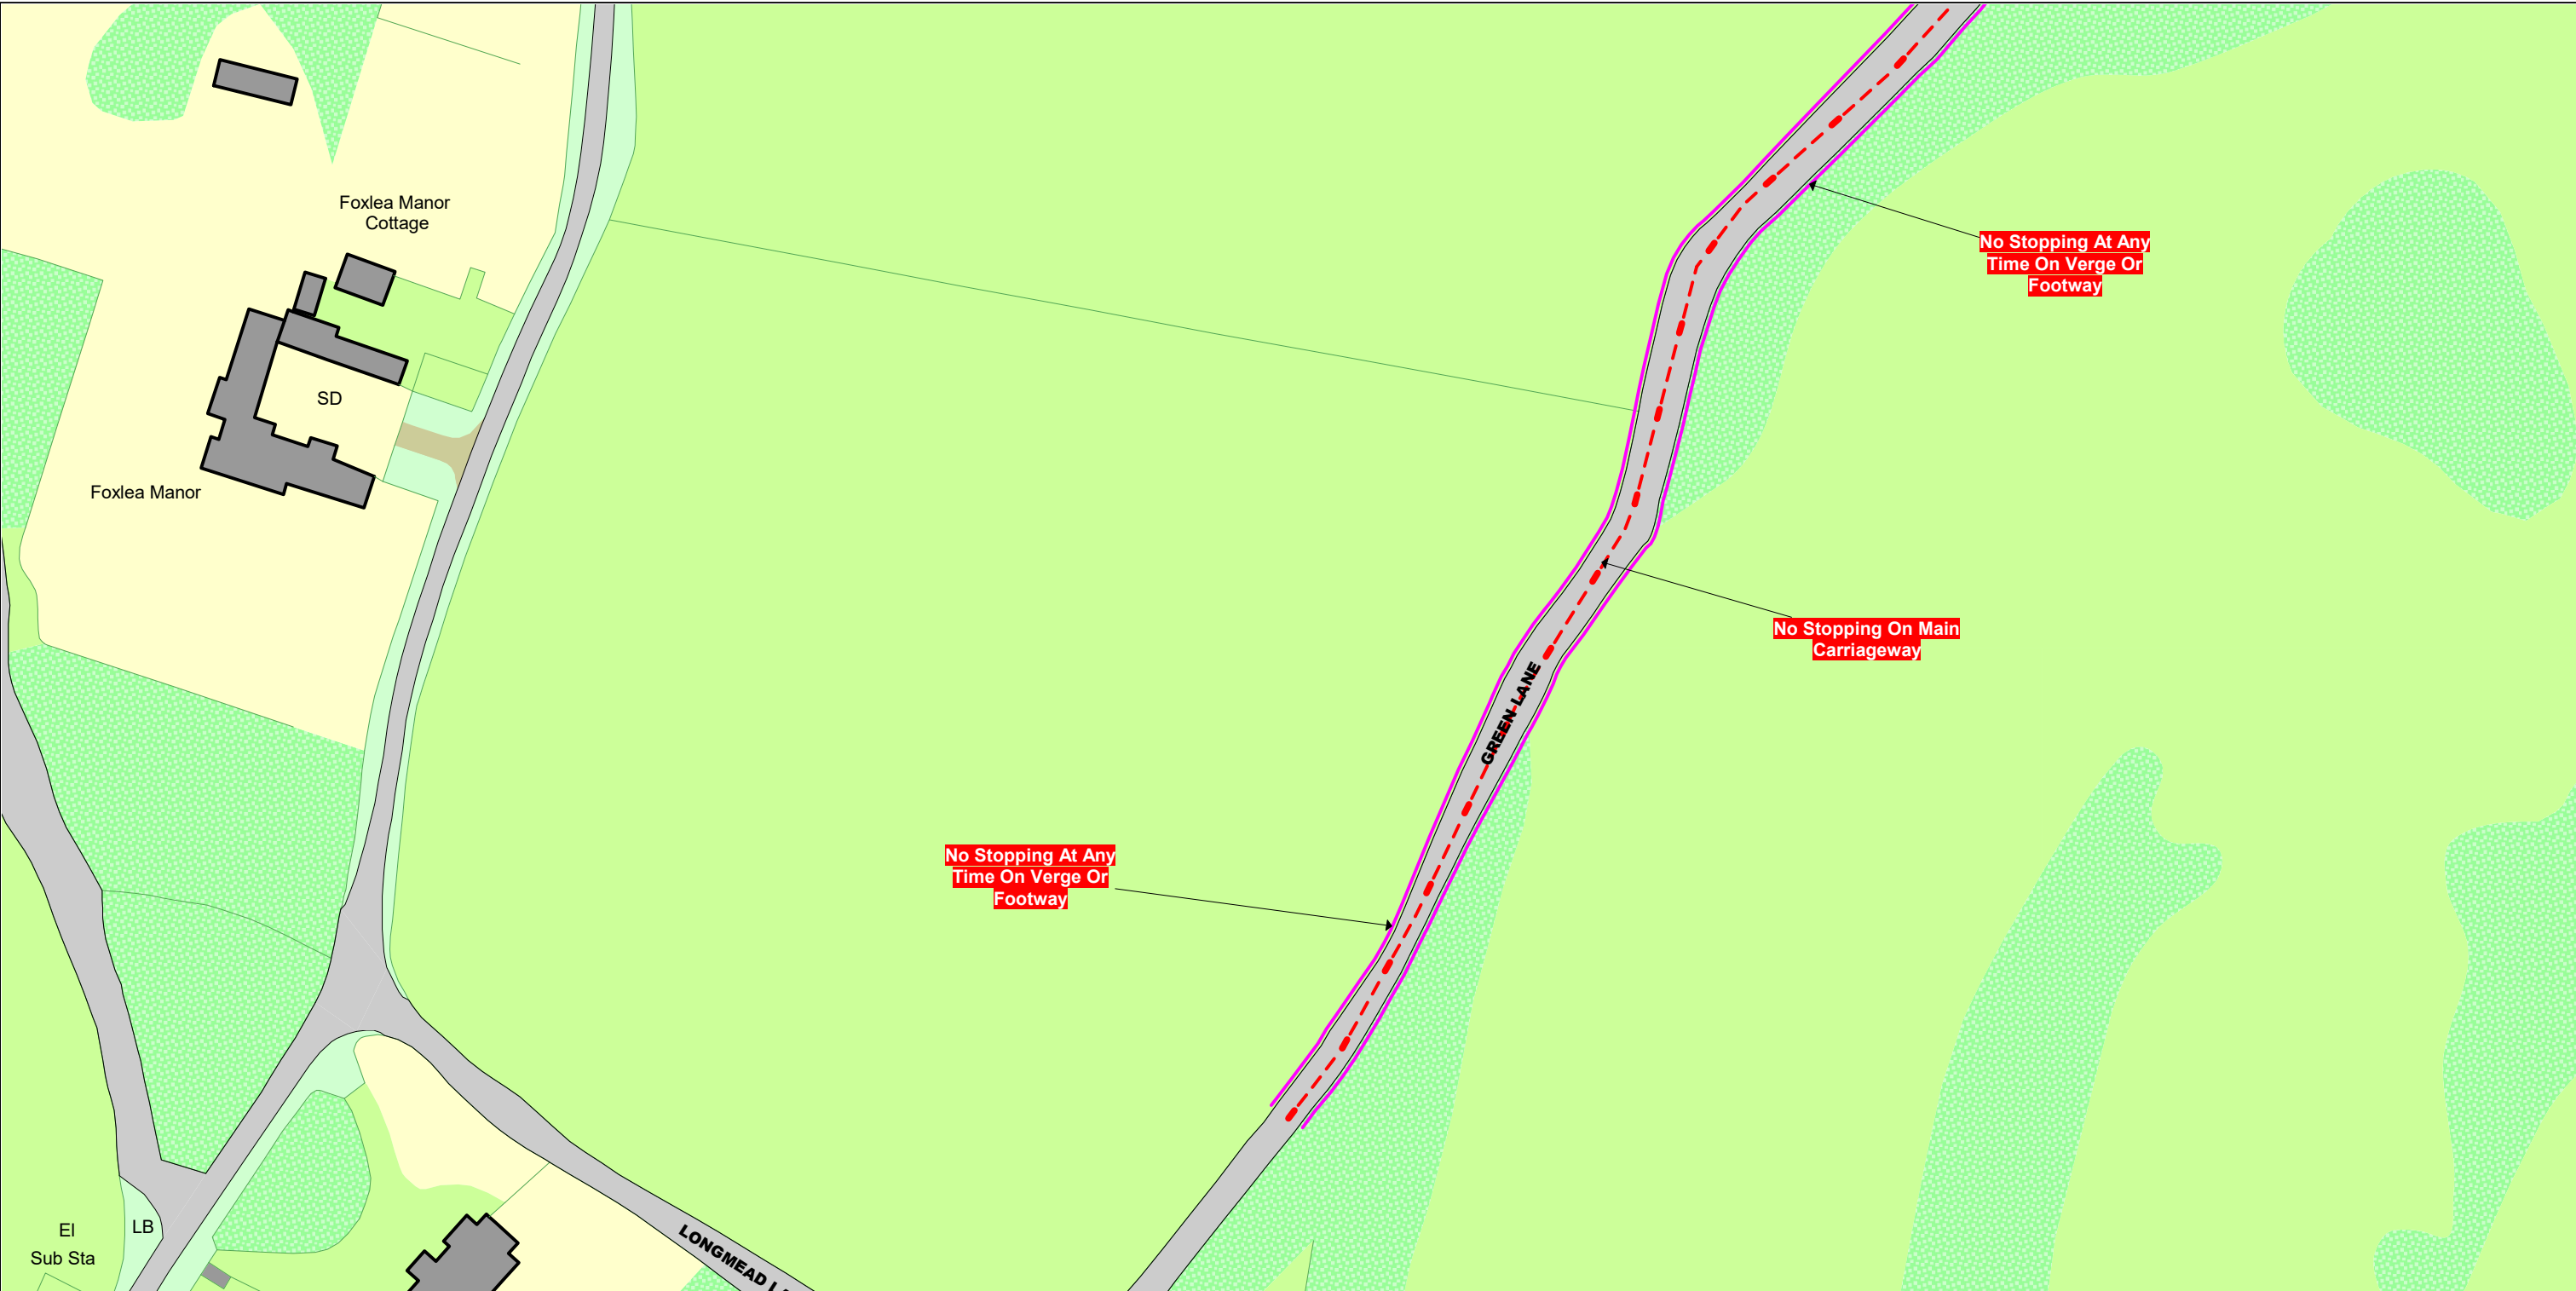 Foxlea Manor
Cottage
No Stopping At Any
Time On Verge Or
Footway
SD
Foxlea Manor
No Stopping On Main
Carriageway
GREEN LANE
No Stopping At Any
Time On Verge Or
Footway
El
Sub Sta
LB
LONGMEAD